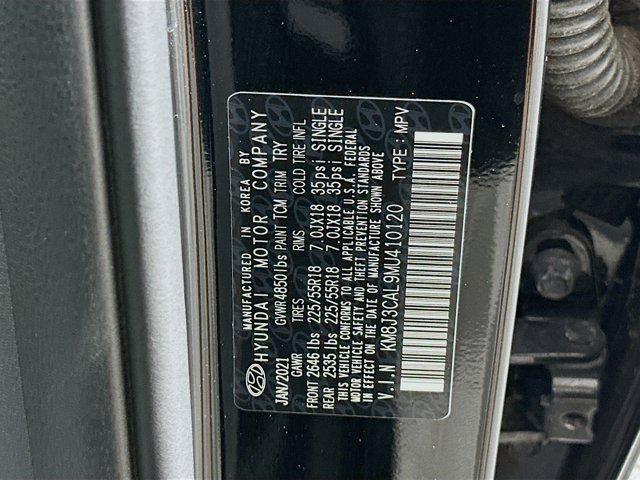 MANUFACTURED IN KOREA BY
HYUNDAI MOTOR COMPANY
JAN/2021 GVWR 4850 lbs PAINT TCM TRIM TRY
GAWR TIRES RIMS COLD TIRE INFL
FRONT 2646 lbs 225/55R18 7.0JX18 35psi SINGLE
REAR 2535 lbs 225/55R18 7.0JX18 35psi SINGLE
THIS VEHICLE CONFORMS TO ALL APPLICABLE U.S.A. FEDERAL
MOTOR VEHICLE SAFETY AND THEFT PREVENTION STANDARDS
IN EFFECT ON THE DATE OF MANUFACTURE SHOWN ABOVE
V.I.N KM8J3CAL9MU410120 TYPE : MPV